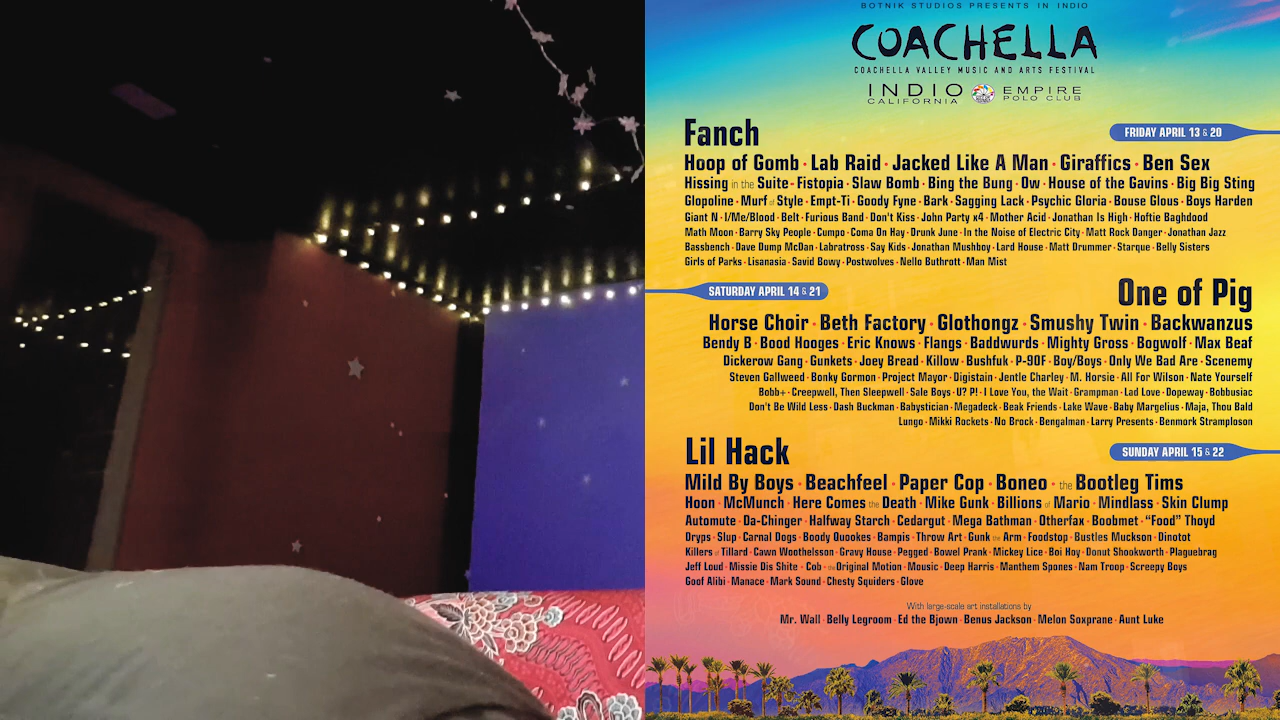 BOTNIK STUDIOS PRESENTS IN INDIO
COACHELLA
COACHELLA VALLEY MUSIC AND ARTS FESTIVAL
INDIO CALIFORNIA EMPIRE POLO CLUB
FRIDAY APRIL 13 & 20
Fanch
Hoop of Gomb · Lab Raid · Jacked Like A Man · Giraffics · Ben Sex
Hissing in the Suite · Fistopia · Slaw Bomb · Bing the Bung · Ow · House of the Gavins · Big Big Sting
Glopoline · Murf of Style · Empt-Ti · Goody Fyne · Bark · Sagging Lack · Psychic Gloria · Bouse Glous · Boys Harden
Giant N · I/Me/Blood · Belt · Furious Band · Don't Kiss · John Party x4 · Mother Acid · Jonathan Is High · Hoftie Baghdood
Math Moon · Barry Sky People · Cumpo · Coma On Hay · Drunk June · In the Noise of Electric City · Matt Rock Danger · Jonathan Jazz
Bassbench · Dave Dump McDan · Labratross · Say Kids · Jonathan Mushboy · Lard House · Matt Drummer · Starque · Belly Sisters
Girls of Parks · Lisanasia · Savid Bowy · Postwolves · Nello Buthrott · Man Mist
SATURDAY APRIL 14 & 21
One of Pig
Horse Choir · Beth Factory · Glothongz · Smushy Twin · Backwanzus
Bendy B · Bood Hooges · Eric Knows · Flangs · Baddwurds · Mighty Gross · Bogwolf · Max Beaf
Dickerow Gang · Gunkets · Joey Bread · Killow · Bushfuk · P-90F · Boy/Boys · Only We Bad Are · Scenemy
Steven Gallweed · Bonky Gormon · Project Mayor · Digistain · Jentle Charley · M. Horsie · All For Wilson · Nate Yourself
Bobb+ · Creepwell, Then Sleepwell · Sale Boys · U? P! · I Love You, the Wait · Grampman · Lad Love · Dopeway · Bobbusiac
Don't Be Wild Less · Dash Buckman · Babystician · Megadeck · Beak Friends · Lake Wave · Baby Margelius · Maja, Thou Bald
Lungo · Mikki Rockets · No Brock · Bengalman · Larry Presents · Benmork Stramploson
SUNDAY APRIL 15 & 22
Lil Hack
Mild By Boys · Beachfeel · Paper Cop · Boneo · the Bootleg Tims
Hoon · McMunch · Here Comes the Death · Mike Gunk · Billions of Mario · Mindlass · Skin Clump
Automute · Da-Chinger · Halfway Starch · Cedargut · Mega Bathman · Otherfax · Boobmet · "Food" Thoyd
Dryps · Slup · Carnal Dogs · Boody Quookes · Bampis · Throw Art · Gunk the Arm · Foodstop · Bustles Muckson · Dinotot
Killers of Tillard · Cawn Woothelsson · Gravy House · Pegged · Bowel Prank · Mickey Lice · Boi Hoy · Donut Shookworth · Plaguebrag
Jeff Loud · Missie Dis Shite · Cob · the Original Motion · Mousic · Deep Harris · Manthem Spones · Nam Troop · Screepy Boys
Goof Alibi · Manace · Mark Sound · Chesty Squiders · Glove
With large-scale art installations by
Mr. Wall · Belly Legroom · Ed the Bjown · Benus Jackson · Melon Soxprane · Aunt Luke